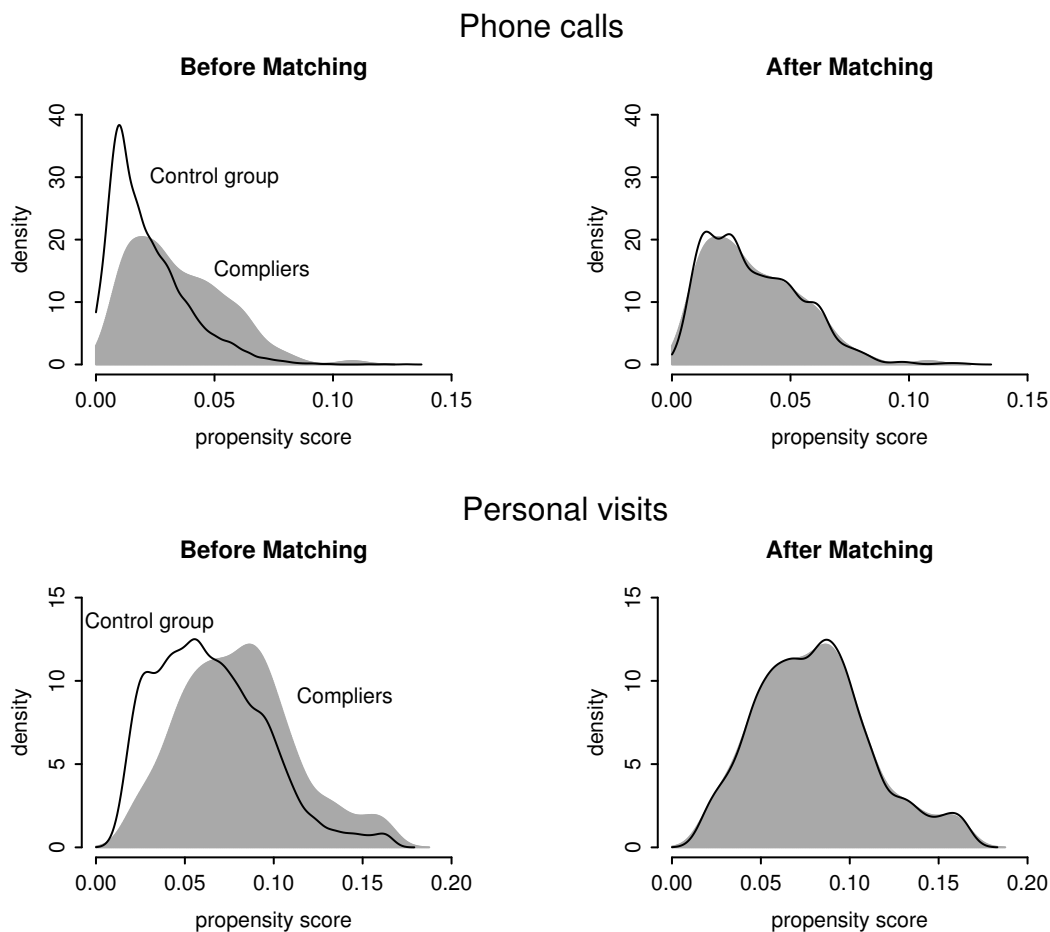 Phone calls
Before Matching
After Matching
40
30
20
10
0
density
Control group
Compliers
0.00 0.05 0.10 0.15
propensity score
40
30
20
10
0
density
0.00 0.05 0.10 0.15
propensity score
Personal visits
Before Matching
After Matching
15
10
5
0
density
Control group
Compliers
0.00 0.05 0.10 0.15 0.20
propensity score
15
10
5
0
density
0.00 0.05 0.10 0.15 0.20
propensity score